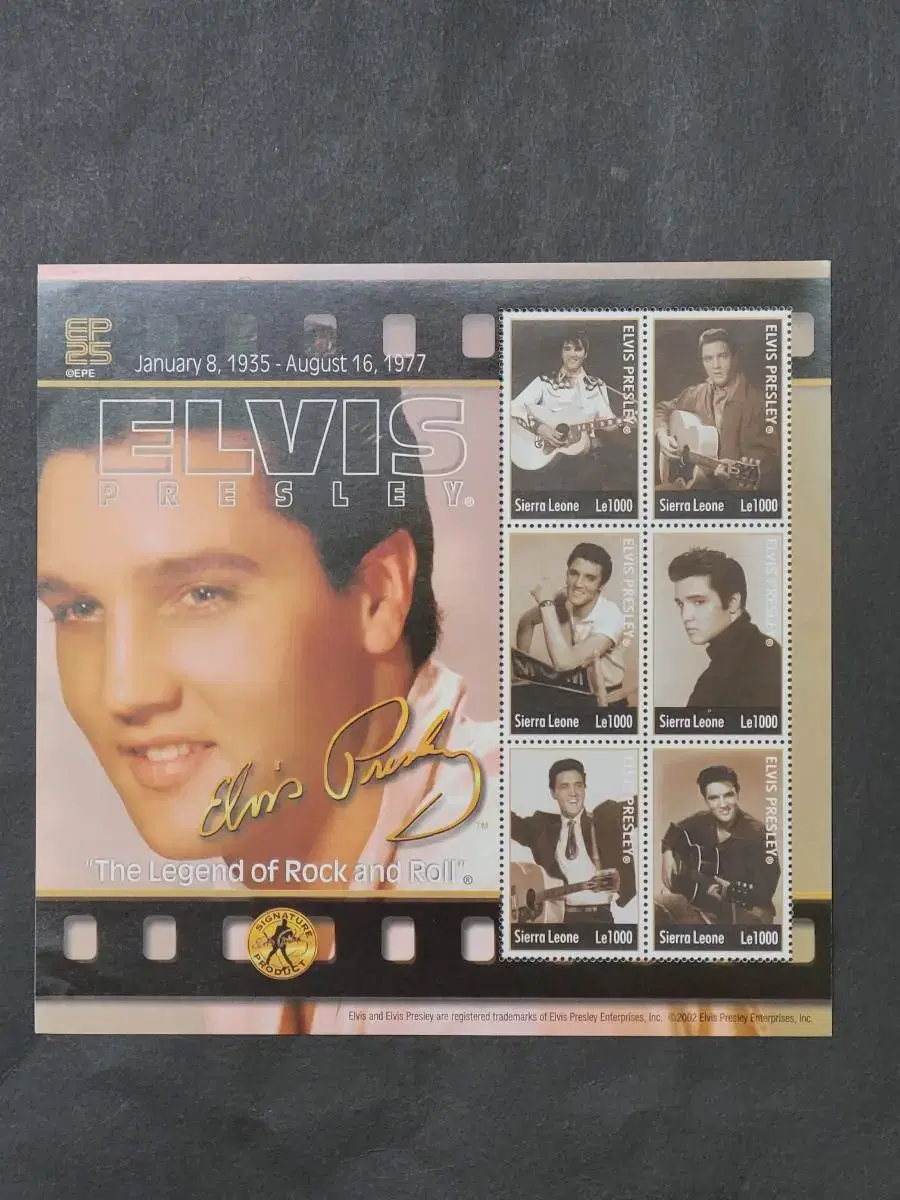 EP
25
©EPE
January 8, 1935 - August 16, 1977
ELVIS
PRESLEY®
Elvis Presley
™
"The Legend of Rock and Roll"®
SIGNATURE
PRODUCT
ELVIS PRESLEY®
Sierra Leone Le1000
ELVIS PRESLEY®
Sierra Leone Le1000
ELVIS PRESLEY®
Sierra Leone Le1000
ELVIS PRESLEY®
Sierra Leone Le1000
ELVIS PRESLEY®
Sierra Leone Le1000
ELVIS PRESLEY®
Sierra Leone Le1000
Elvis and Elvis Presley are registered trademarks of Elvis Presley Enterprises, Inc. ©2002 Elvis Presley Enterprises, Inc.